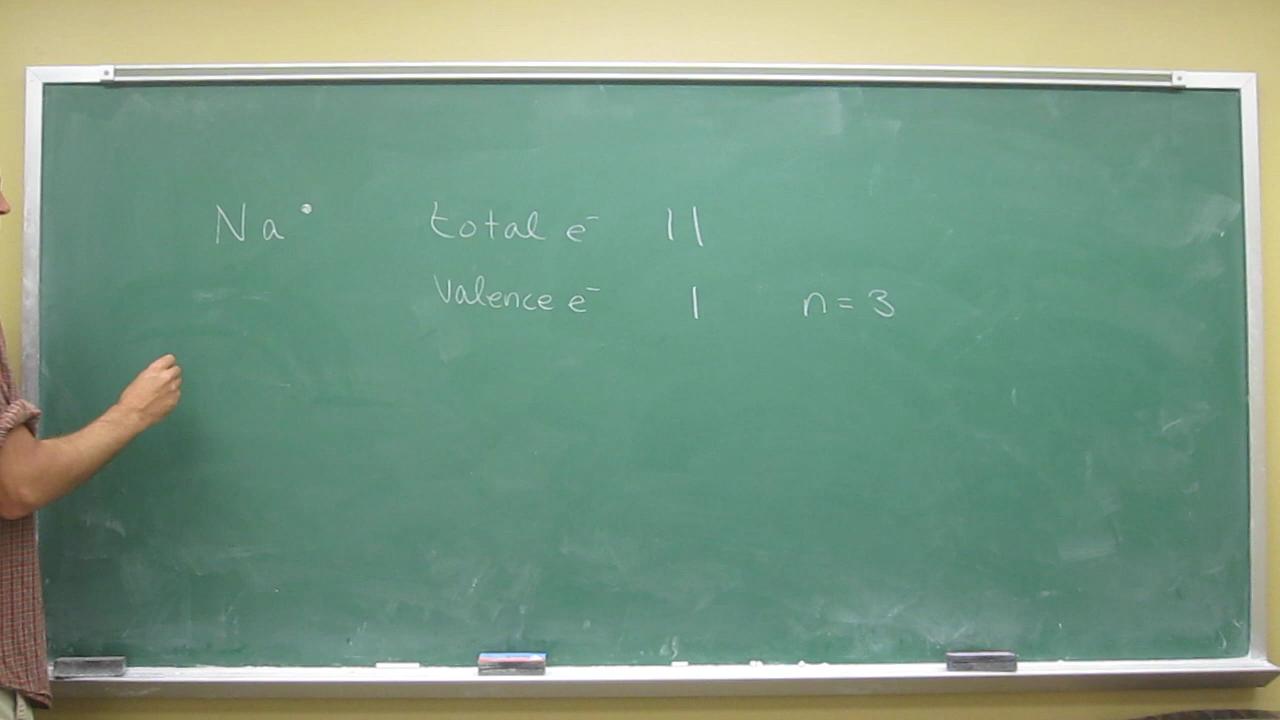 Na• total e⁻ 11
Valence e⁻ 1 n = 3